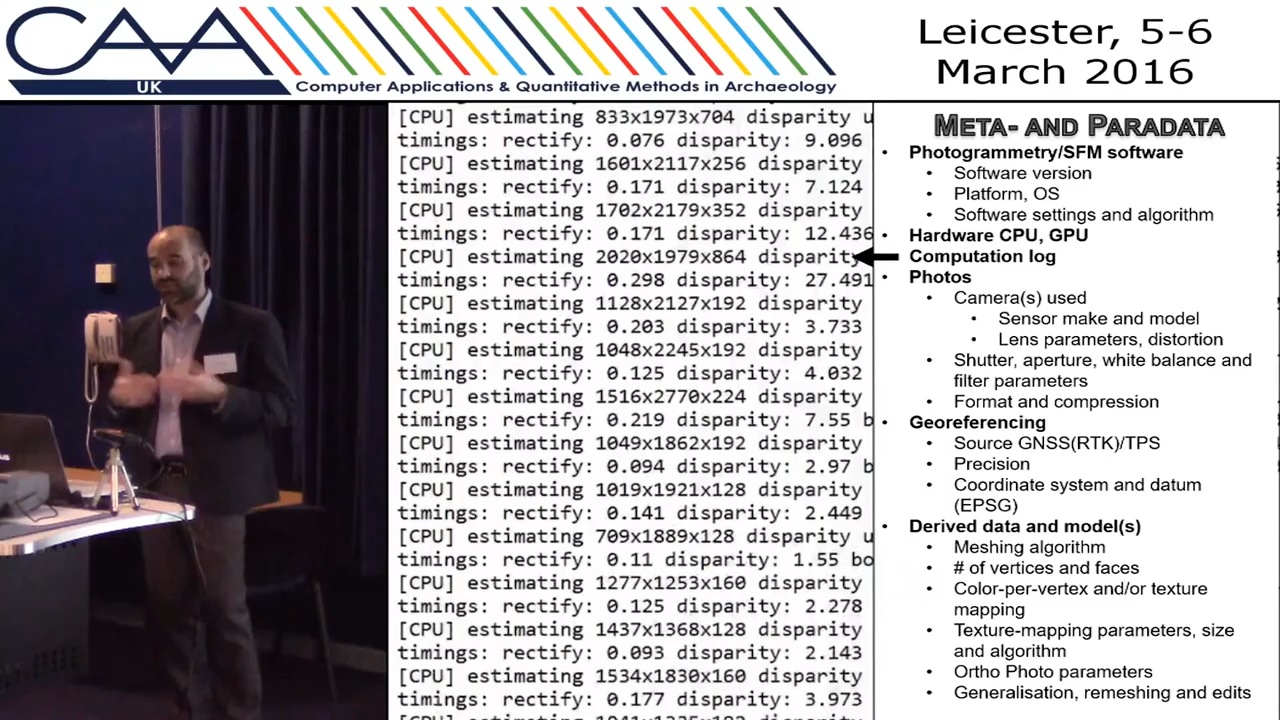 CAA
UK
Computer Applications & Quantitative Methods in Archaeology
Leicester, 5-6
March 2016
[CPU] estimating 833x1973x704 disparity u
timings: rectify: 0.076 disparity: 9.096
[CPU] estimating 1601x2117x256 disparity
timings: rectify: 0.171 disparity: 7.124
[CPU] estimating 1702x2179x352 disparity
timings: rectify: 0.171 disparity: 12.436
[CPU] estimating 2020x1979x864 disparity
timings: rectify: 0.298 disparity: 27.491
[CPU] estimating 1128x2127x192 disparity
timings: rectify: 0.203 disparity: 3.733
[CPU] estimating 1048x2245x192 disparity
timings: rectify: 0.125 disparity: 4.032
[CPU] estimating 1516x2770x224 disparity
timings: rectify: 0.219 disparity: 7.55 b
[CPU] estimating 1049x1862x192 disparity
timings: rectify: 0.094 disparity: 2.97 b
[CPU] estimating 1019x1921x128 disparity
timings: rectify: 0.141 disparity: 2.449
[CPU] estimating 709x1889x128 disparity u
timings: rectify: 0.11 disparity: 1.55 bo
[CPU] estimating 1277x1253x160 disparity
timings: rectify: 0.125 disparity: 2.278
[CPU] estimating 1437x1368x128 disparity
timings: rectify: 0.093 disparity: 2.143
[CPU] estimating 1534x1830x160 disparity
timings: rectify: 0.177 disparity: 3.973
META- AND PARADATA
• Photogrammetry/SFM software
• Software version
• Platform, OS
• Software settings and algorithm
• Hardware CPU, GPU
Computation log
• Photos
• Camera(s) used
• Sensor make and model
• Lens parameters, distortion
• Shutter, aperture, white balance and
filter parameters
• Format and compression
• Georeferencing
• Source GNSS(RTK)/TPS
• Precision
• Coordinate system and datum
(EPSG)
• Derived data and model(s)
• Meshing algorithm
• # of vertices and faces
• Color-per-vertex and/or texture
mapping
• Texture-mapping parameters, size
and algorithm
• Ortho Photo parameters
• Generalisation, remeshing and edits